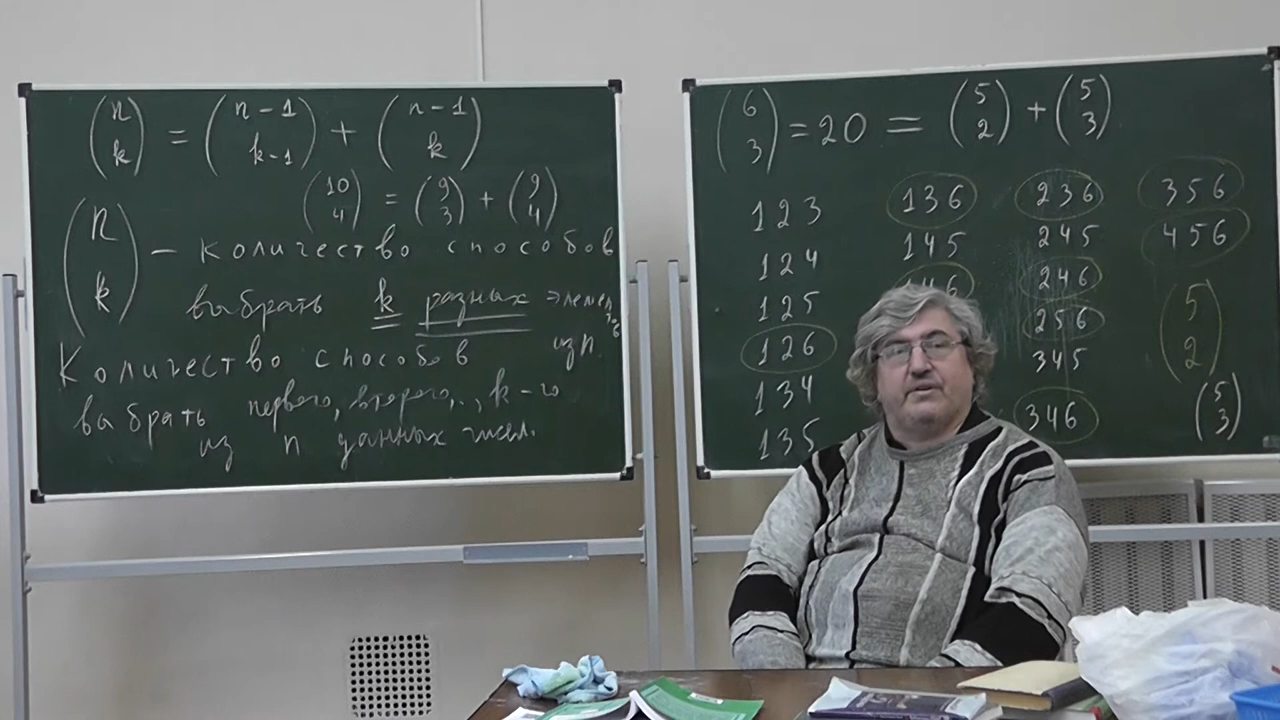 (n k) = (n-1 k-1) + (n-1 k)
(10 4) = (9 3) + (9 4)
(n k) – количество способов
выбрать k разных элемен
тов
из n
Количество способов
выбрать первого, второго,.., k-го
из n данных чисел.
(6 3) = 20 = (5 2) + (5 3)
123 136 236 356
124 145 245 456
125 246
126 256
134 345
135 346
(5 2)
(5 3)